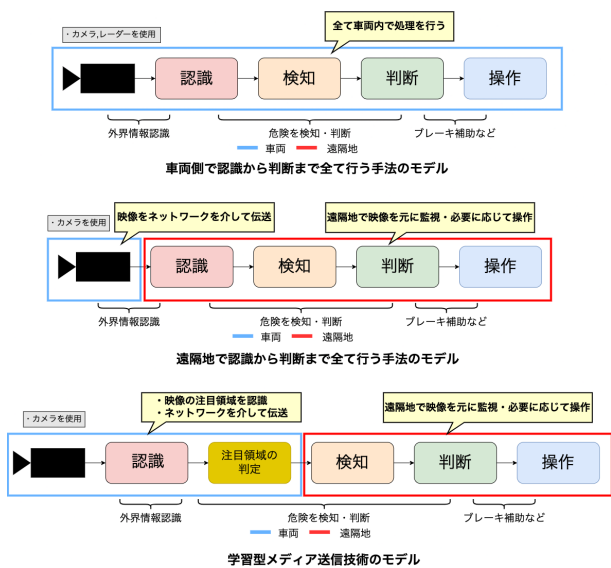 ・カメラ,レーダーを使用
全て車両内で処理を行う
認識
検知
判断
操作
外界情報認識
危険を検知・判断
ブレーキ補助など
車両
遠隔地
車両側で認識から判断まで全て行う手法のモデル
・カメラを使用
映像をネットワークを介して伝送
遠隔地で映像を元に監視・必要に応じて操作
認識
検知
判断
操作
外界情報認識
危険を検知・判断
ブレーキ補助など
車両
遠隔地
遠隔地で認識から判断まで全て行う手法のモデル
・カメラを使用
・映像の注目領域を認識
・ネットワークを介して伝送
遠隔地で映像を元に監視・必要に応じて操作
認識
注目領域の
判定
検知
判断
操作
外界情報認識
危険を検知・判断
ブレーキ補助など
車両
遠隔地
学習型メディア送信技術のモデル